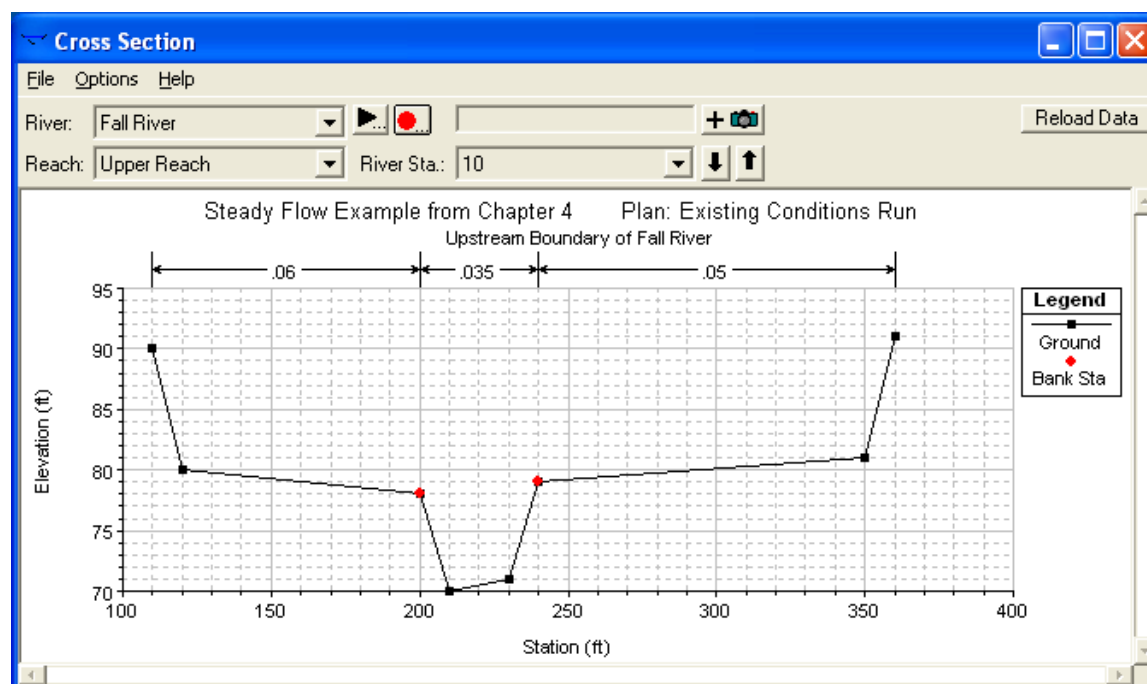 Cross Section
File Options Help
River: Fall River ... ... Reload Data
Reach: Upper Reach River Sta.: 10
Steady Flow Example from Chapter 4 Plan: Existing Conditions Run
Upstream Boundary of Fall River
.06 .035 .05
95
90
85
80
75
70
Elevation (ft)
100 150 200 250 300 350 400
Station (ft)
Legend
Ground
Bank Sta